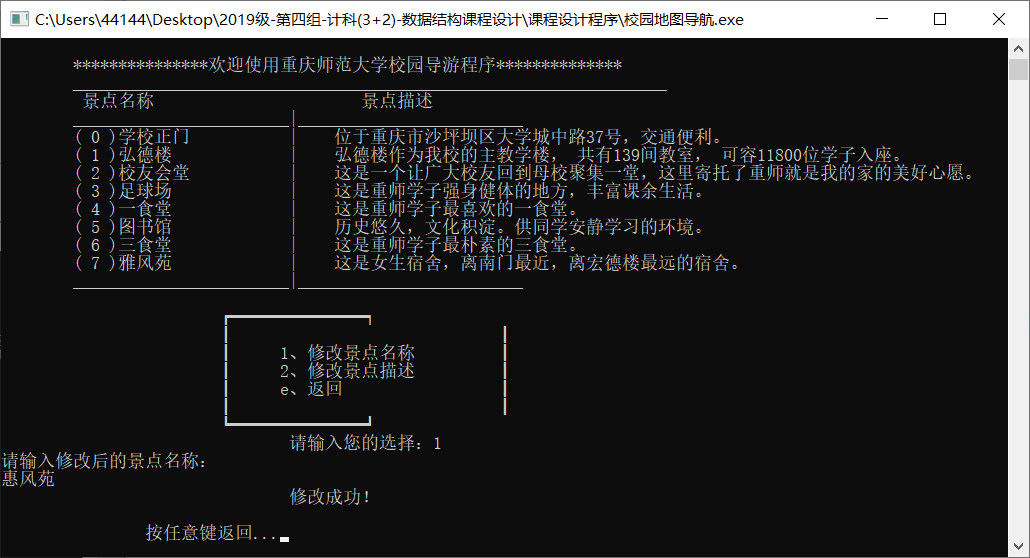 C:\Users\44144\Desktop\2019级-第四组-计科(3+2)-数据结构课程设计\课程设计程序\校园地图导航.exe
***************欢迎使用重庆师范大学校园导游程序**************
景点名称 景点描述
( 0 )学校正门 | 位于重庆市沙坪坝区大学城中路37号，交通便利。
( 1 )弘德楼 | 弘德楼作为我校的主教学楼， 共有139间教室， 可容11800位学子入座。
( 2 )校友会堂 | 这是一个让广大校友回到母校聚集一堂，这里寄托了重师就是我的家的美好心愿。
( 3 )足球场 | 这是重师学子强身健体的地方，丰富课余生活。
( 4 )一食堂 | 这是重师学子最喜欢的一食堂。
( 5 )图书馆 | 历史悠久，文化积淀。供同学安静学习的环境。
( 6 )三食堂 | 这是重师学子最朴素的三食堂。
( 7 )雅风苑 | 这是女生宿舍，离南门最近，离宏德楼最远的宿舍。
1、修改景点名称
2、修改景点描述
e、返回
请输入您的选择：1
请输入修改后的景点名称：
惠风苑
修改成功！
按任意键返回...